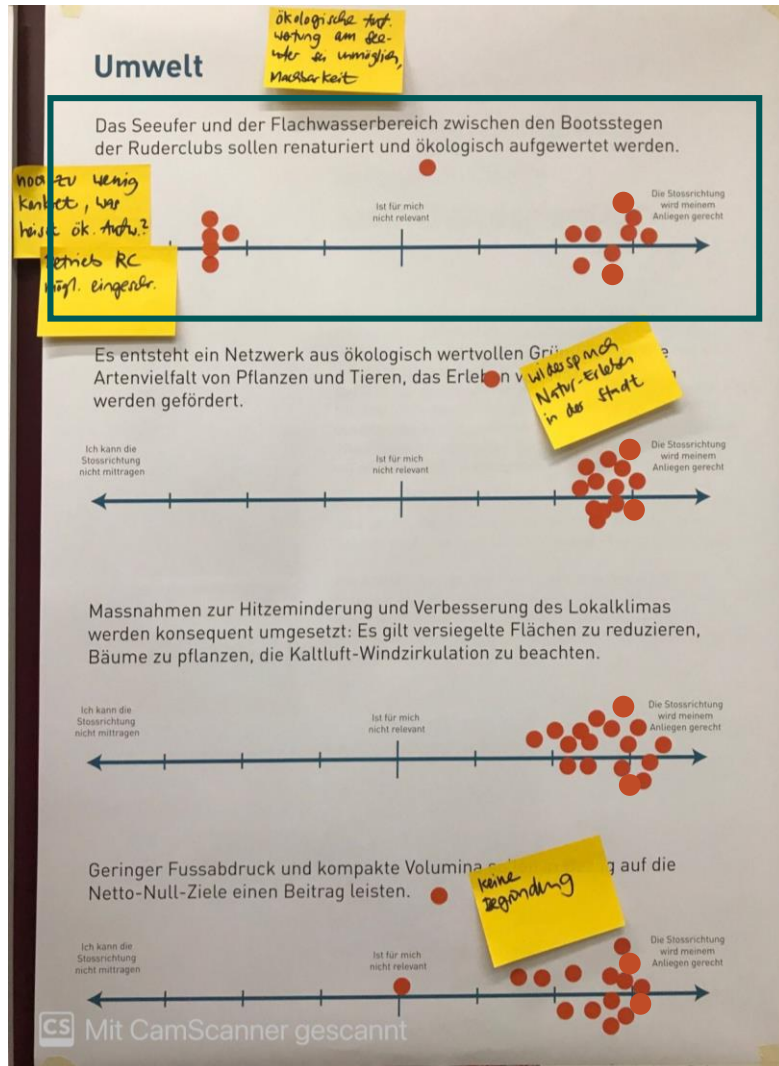 ökologische Auf-
wertung am See-
ufer sei unmöglich,
Machbarkeit
Umwelt
Das Seeufer und der Flachwasserbereich zwischen den Bootsstegen
der Ruderclubs sollen renaturiert und ökologisch aufgewertet werden.
noch zu wenig
konkret, was
heisst ök. Aufw.?
Betrieb RC
mögl. eingeschr.
Ist für mich
nicht relevant
Die Stossrichtung
wird meinem
Anliegen gerecht
Es entsteht ein Netzwerk aus ökologisch wertvollen
Artenvielfalt von Pflanzen und Tieren, das
werden gefördert.
Widerspruch
Natur-Erleben
in der Stadt
Ich kann die
Stossrichtung
nicht mittragen
Ist für mich
nicht relevant
Die Stossrichtung
wird meinem
Anliegen gerecht
Massnahmen zur Hitzeminderung und Verbesserung des Lokalklimas
werden konsequent umgesetzt: Es gilt versiegelte Flächen zu reduzieren,
Bäume zu pflanzen, die Kaltluft-Windzirkulation zu beachten.
Ich kann die
Stossrichtung
nicht mittragen
Ist für mich
nicht relevant
Die Stossrichtung
wird meinem
Anliegen gerecht
Geringer Fussabdruck und kompakte Volumina auf die
Netto-Null-Ziele einen Beitrag leisten.
Keine
Begründung
Ich kann die
Stossrichtung
nicht mittragen
Ist für mich
nicht relevant
Die Stossrichtung
wird meinem
Anliegen gerecht
CS Mit CamScanner gescannt